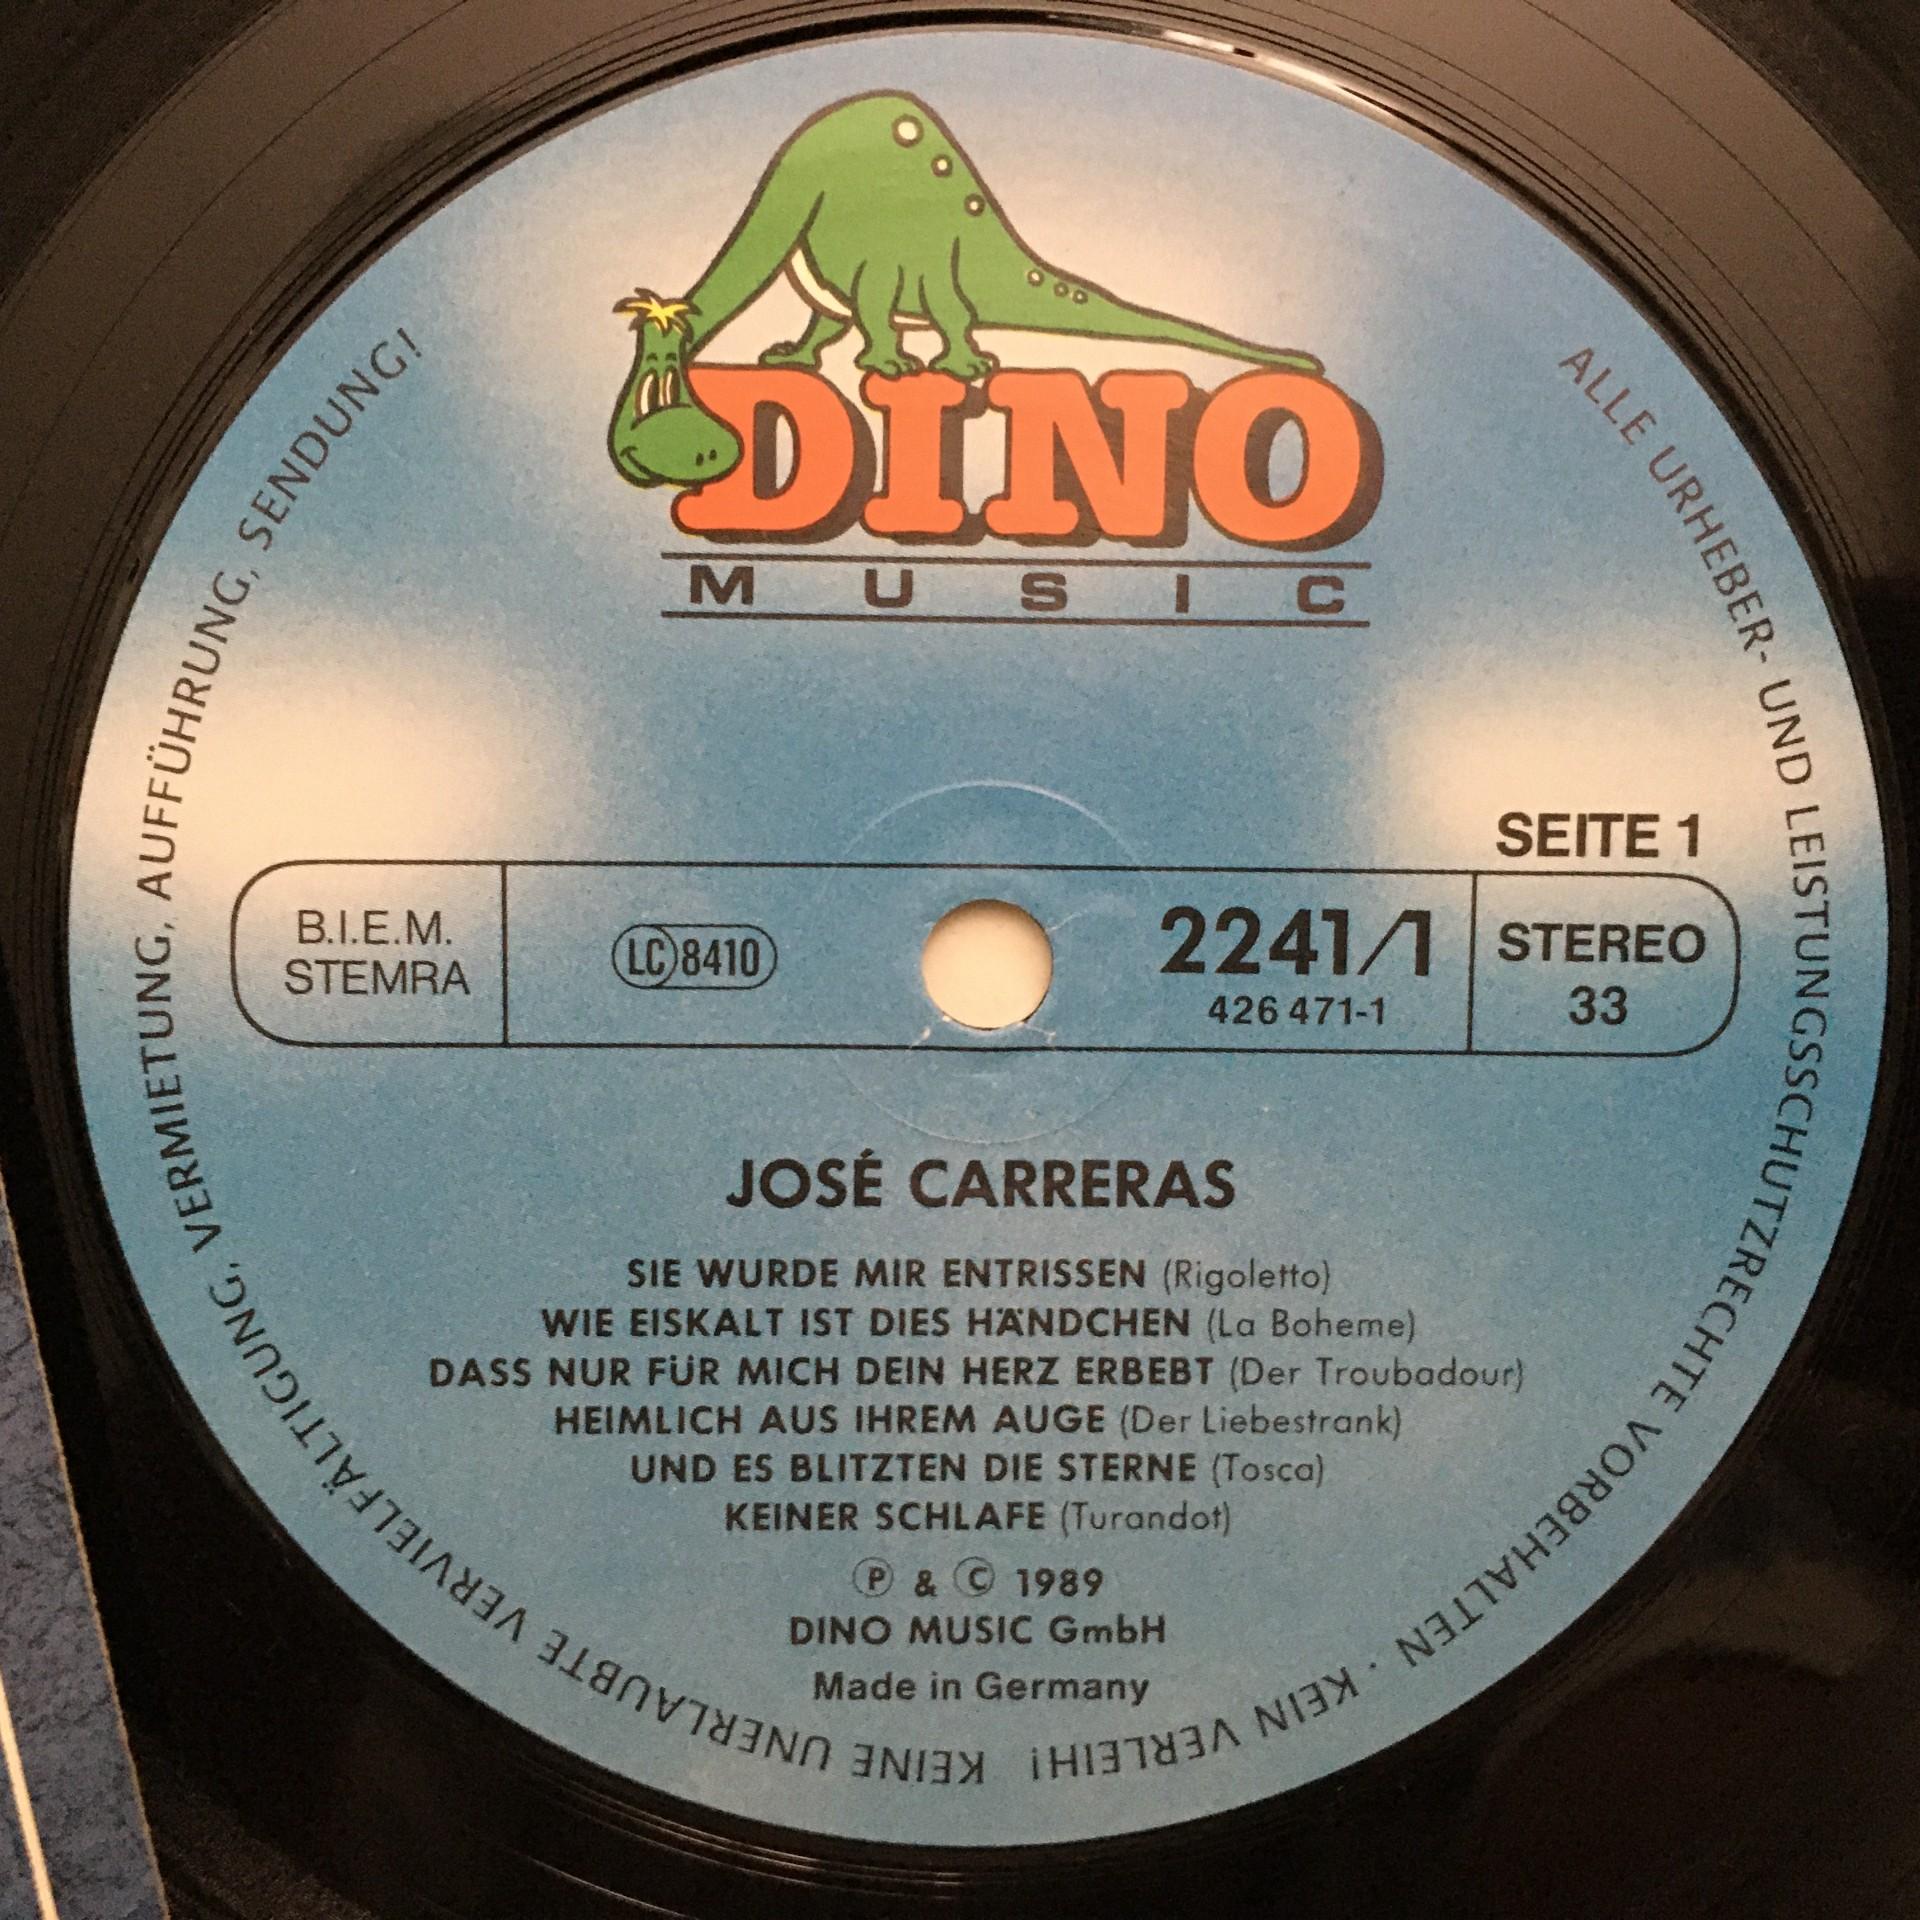 DINO
MUSIC
SEITE 1
B.I.E.M.
STEMRA
LC 8410
2241/1
426 471-1
STEREO
33
JOSÉ CARRERAS
SIE WURDE MIR ENTRISSEN (Rigoletto)
WIE EISKALT IST DIES HÄNDCHEN (La Boheme)
DASS NUR FÜR MICH DEIN HERZ ERBEBT (Der Troubadour)
HEIMLICH AUS IHREM AUGE (Der Liebestrank)
UND ES BLITZTEN DIE STERNE (Tosca)
KEINER SCHLAFE (Turandot)
Ⓟ & © 1989
DINO MUSIC GmbH
Made in Germany
ALLE URHEBER- UND LEISTUNGSSCHUTZRECHTE VORBEHALTEN · KEIN VERLEIH! KEINE UNERLAUBTE VERVIELFÄLTIGUNG, VERMIETUNG, AUFFÜHRUNG, SENDUNG!